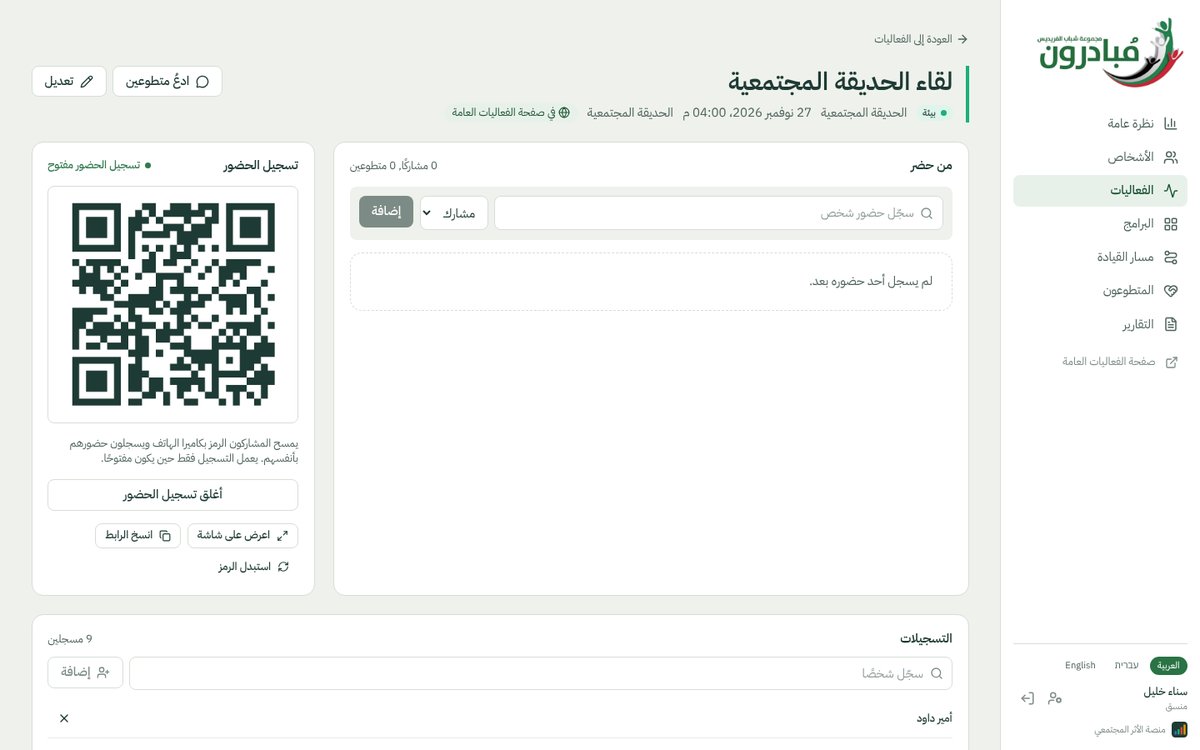 مجموعة شباب الفريديس
مُبادرون
نظرة عامة
الأشخاص
الفعاليات
البرامج
مسار القيادة
المتطوعون
التقارير
صفحة الفعاليات العامة
العربية עברית English
سناء خليل
منسق
منصة الأثر المجتمعي
العودة إلى الفعاليات
لقاء الحديقة المجتمعية
بيئة الحديقة المجتمعية 27 نوفمبر 2026، 04:00 م الحديقة المجتمعية في صفحة الفعاليات العامة
ادعُ متطوعين
تعديل
من حضر
0 مشاركًا, 0 متطوعين
سجّل حضور شخص
مشارك
إضافة
لم يسجل أحد حضوره بعد.
تسجيل الحضور
تسجيل الحضور مفتوح
يمسح المشاركون الرمز بكاميرا الهاتف ويسجلون حضورهم
بأنفسهم. يعمل التسجيل فقط حين يكون مفتوحًا.
أغلق تسجيل الحضور
اعرض على شاشة
انسخ الرابط
استبدل الرمز
التسجيلات
9 مسجلين
سجّل شخصًا
إضافة
أمير داود